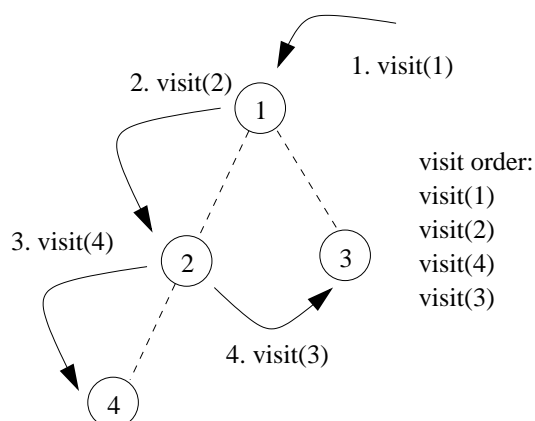 1. visit(1)
2. visit(2)
1
visit order:
visit(1)
visit(2)
visit(4)
visit(3)
3. visit(4)
2
3
4. visit(3)
4